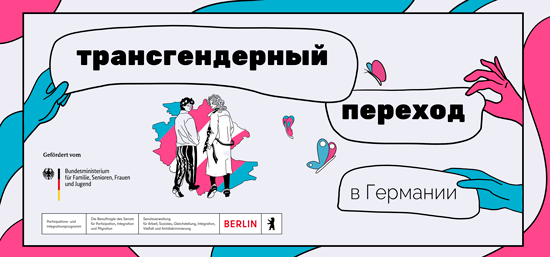 трансгендерный
переход
в Германии
Gefördert vom
Bundesministerium
für Familie, Senioren, Frauen
und Jugend
Partizipations- und
Integrationsprogramm
Die Beauftragte des Senats
für Partizipation, Integration
und Migration
Senatsverwaltung
für Arbeit, Soziales, Gleichstellung, Integration,
Vielfalt und Antidiskriminierung
BERLIN